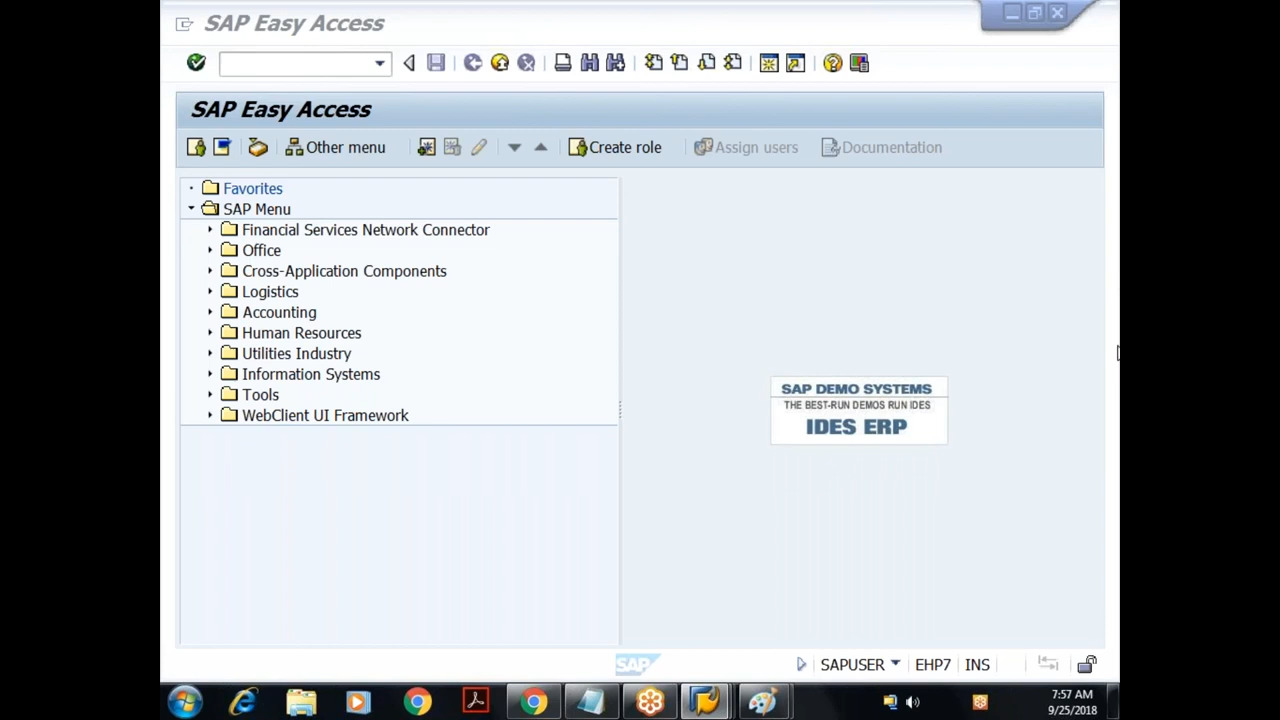 SAP Easy Access
SAP Easy Access
Other menu Create role Assign users Documentation
Favorites
SAP Menu
Financial Services Network Connector
Office
Cross-Application Components
Logistics
Accounting
Human Resources
Utilities Industry
Information Systems
Tools
WebClient UI Framework
SAP DEMO SYSTEMS
THE BEST-RUN DEMOS RUN IDES
IDES ERP
SAP SAPUSER EHP7 INS
7:57 AM
9/25/2018